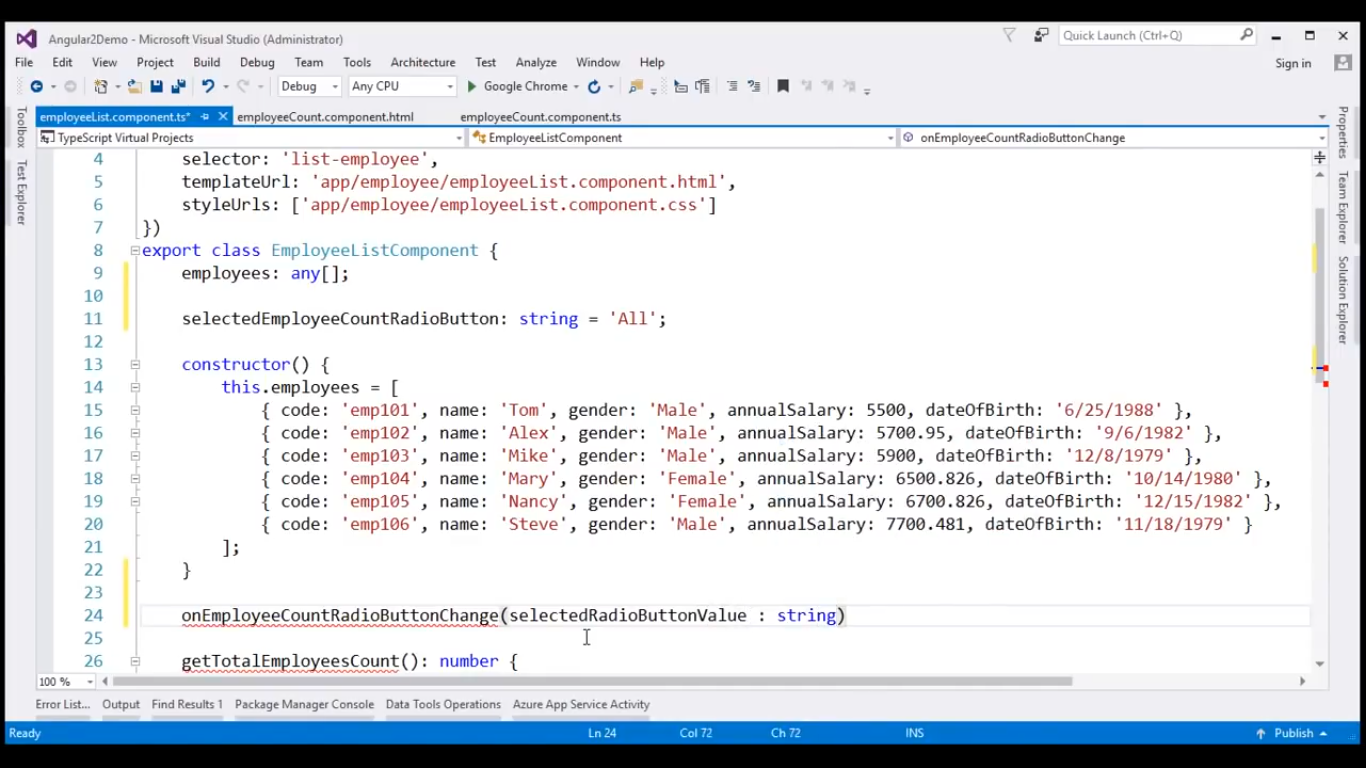 Angular2Demo - Microsoft Visual Studio (Administrator)
Quick Launch (Ctrl+Q)
File Edit View Project Build Debug Team Tools Architecture Test Analyze Window Help
Sign in
Debug Any CPU Google Chrome
employeeList.component.ts* employeeCount.component.html employeeCount.component.ts
TypeScript Virtual Projects EmployeeListComponent onEmployeeCountRadioButtonChange
Toolbox
Test Explorer
4 selector: 'list-employee',
5 templateUrl: 'app/employee/employeeList.component.html',
6 styleUrls: ['app/employee/employeeList.component.css']
7 })
8 export class EmployeeListComponent {
9 employees: any[];
10
11 selectedEmployeeCountRadioButton: string = 'All';
12
13 constructor() {
14 this.employees = [
15 { code: 'emp101', name: 'Tom', gender: 'Male', annualSalary: 5500, dateOfBirth: '6/25/1988' },
16 { code: 'emp102', name: 'Alex', gender: 'Male', annualSalary: 5700.95, dateOfBirth: '9/6/1982' },
17 { code: 'emp103', name: 'Mike', gender: 'Male', annualSalary: 5900, dateOfBirth: '12/8/1979' },
18 { code: 'emp104', name: 'Mary', gender: 'Female', annualSalary: 6500.826, dateOfBirth: '10/14/1980' },
19 { code: 'emp105', name: 'Nancy', gender: 'Female', annualSalary: 6700.826, dateOfBirth: '12/15/1982' },
20 { code: 'emp106', name: 'Steve', gender: 'Male', annualSalary: 7700.481, dateOfBirth: '11/18/1979' }
21 ];
22 }
23
24 onEmployeeCountRadioButtonChange(selectedRadioButtonValue : string)
25
26 getTotalEmployeesCount(): number {
Properties
Team Explorer
Solution Explorer
100 %
Error List... Output Find Results 1 Package Manager Console Data Tools Operations Azure App Service Activity
Ready Ln 24 Col 72 Ch 72 INS Publish